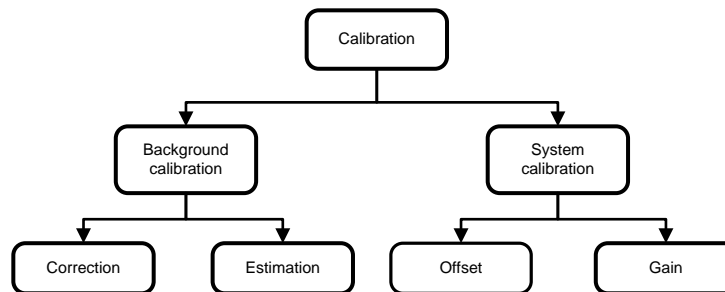 Calibration
Background
calibration
System
calibration
Correction
Estimation
Offset
Gain